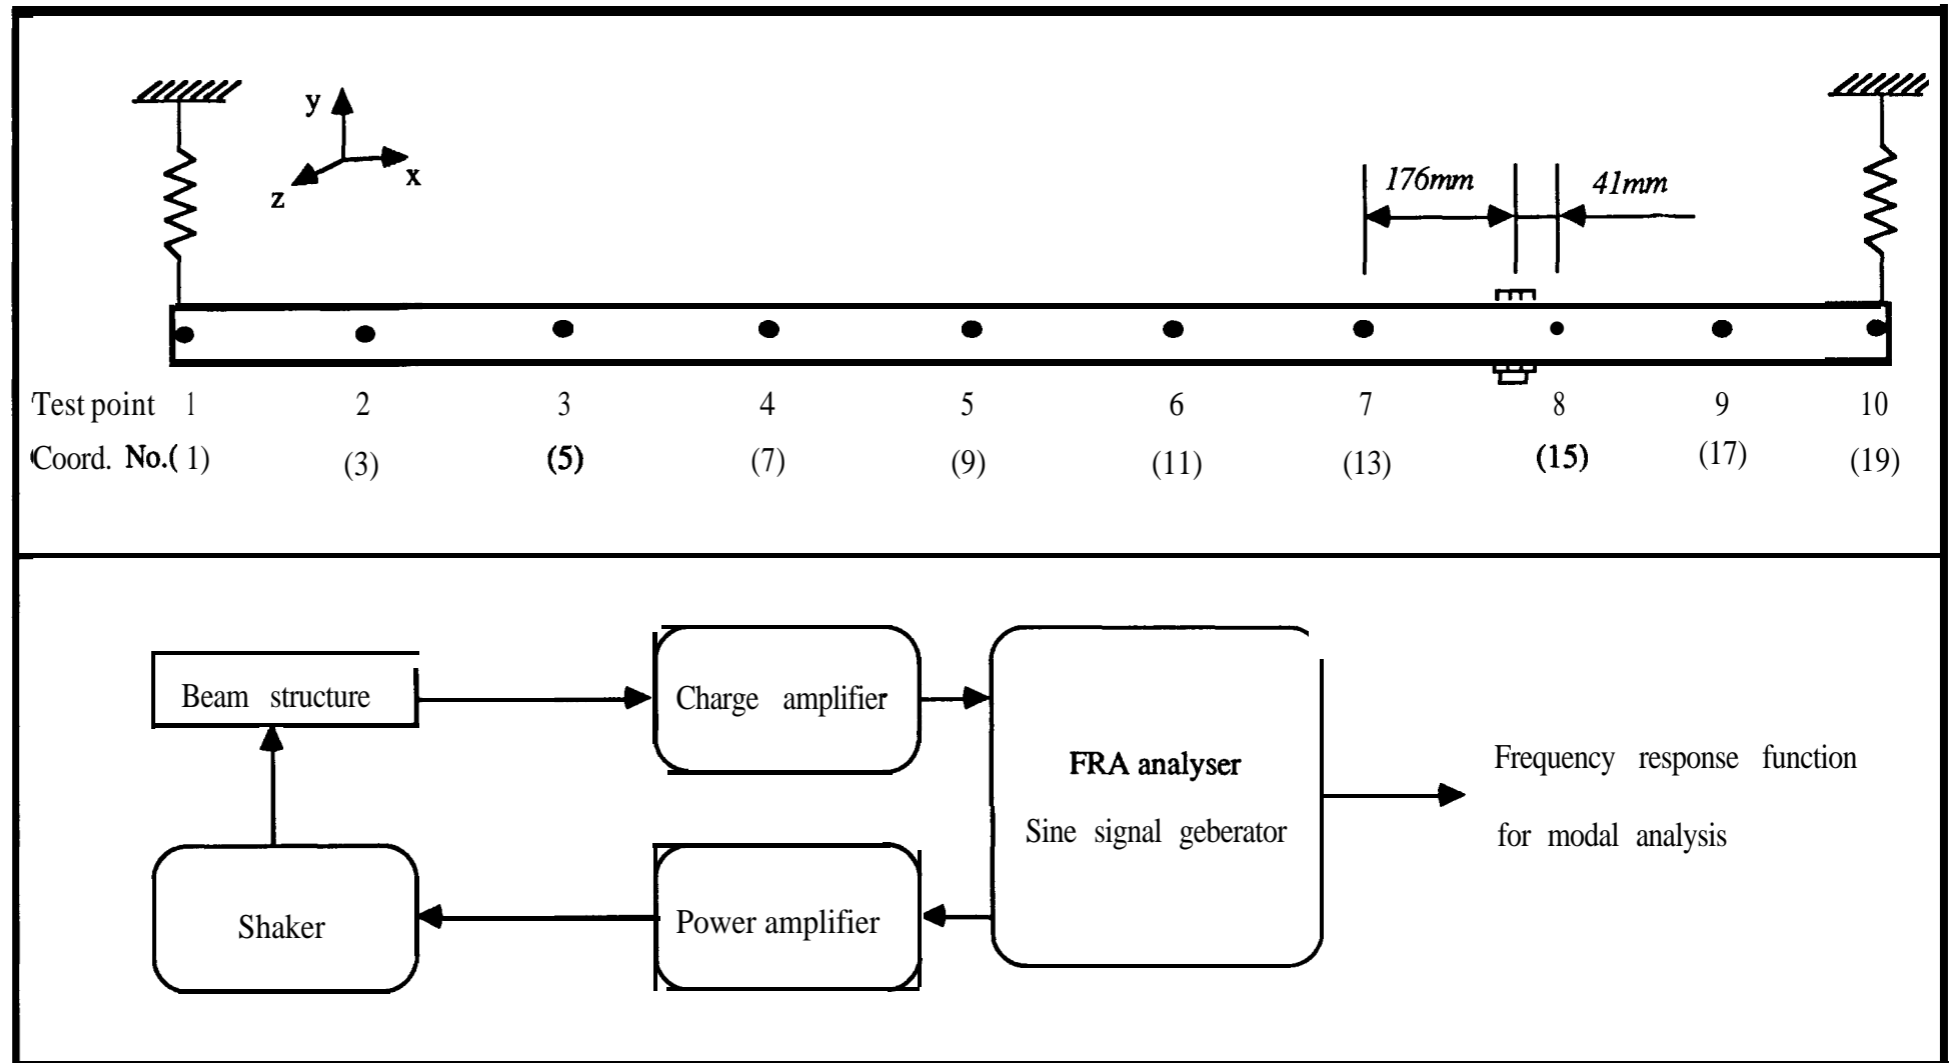 y
x
z
176mm
41mm
Test point 1 2 3 4 5 6 7 8 9 10
Coord. No.( 1) (3) (5) (7) (9) (11) (13) (15) (17) (19)
Beam structure
Charge amplifier
FRA analyser
Sine signal geberator
Frequency response function
for modal analysis
Shaker
Power amplifier